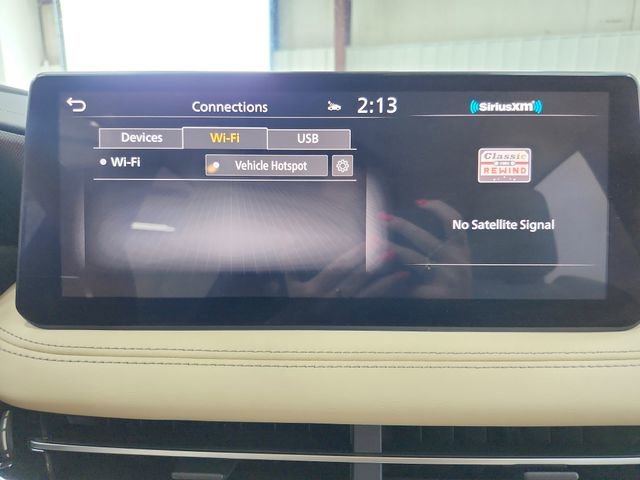 Connections
2:13
((SiriusXM))
Devices
Wi-Fi
USB
Wi-Fi
Vehicle Hotspot
Classic
REWIND
No Satellite Signal